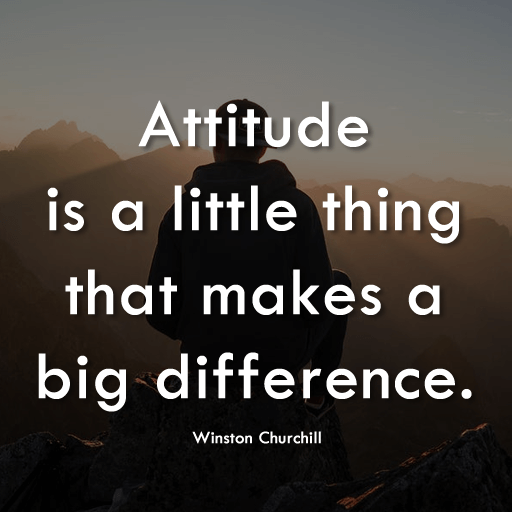 Attitude
is a little thing
that makes a
big difference.
Winston Churchill